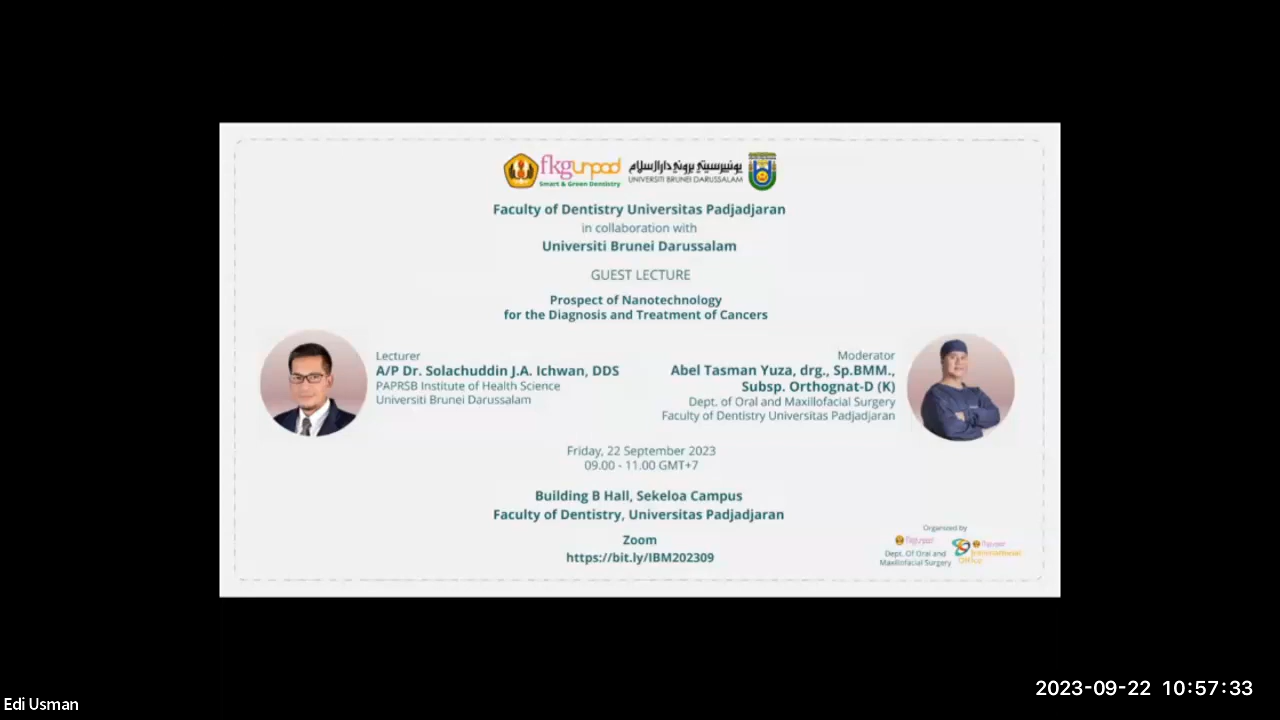 fkgunpad
Smart & Green Dentistry
يونيبرسيتي بروني دارالسلام
UNIVERSITI BRUNEI DARUSSALAM
Faculty of Dentistry Universitas Padjadjaran
in collaboration with
Universiti Brunei Darussalam
GUEST LECTURE
Prospect of Nanotechnology
for the Diagnosis and Treatment of Cancers
Lecturer
A/P Dr. Solachuddin J.A. Ichwan, DDS
PAPRSB Institute of Health Science
Universiti Brunei Darussalam
Moderator
Abel Tasman Yuza, drg., Sp.BMM.,
Subsp. Orthognat-D (K)
Dept. of Oral and Maxillofacial Surgery
Faculty of Dentistry Universitas Padjadjaran
Friday, 22 September 2023
09.00 - 11.00 GMT+7
Building B Hall, Sekeloa Campus
Faculty of Dentistry, Universitas Padjadjaran
Zoom
https://bit.ly/IBM202309
Organized by
fkgunpad
Dept. Of Oral and
Maxillofacial Surgery
fkgunpad
International
Office
Edi Usman
2023-09-22 10:57:33